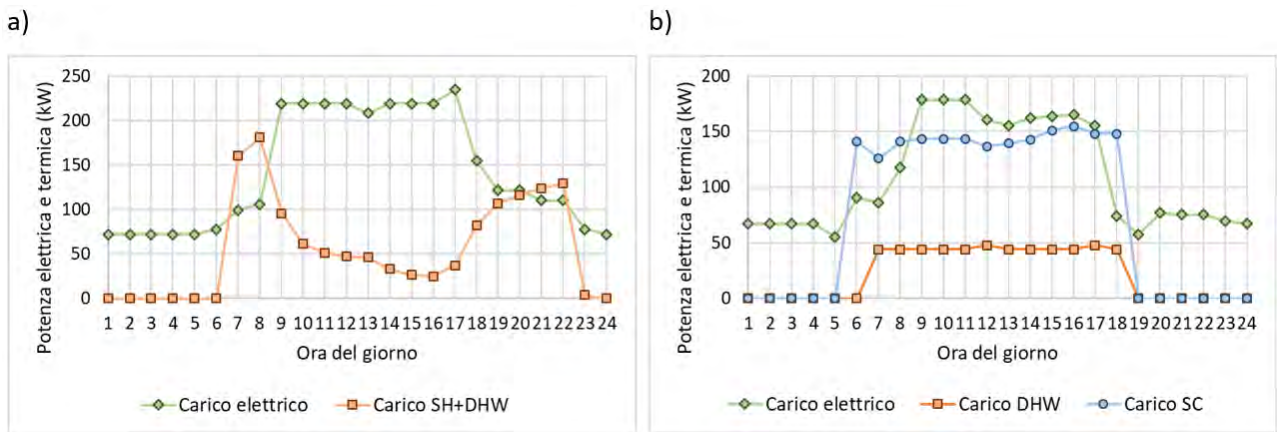 a)
Potenza elettrica e termica (kW)
250
200
150
100
50
0
1 2 3 4 5 6 7 8 9 10 11 12 13 14 15 16 17 18 19 20 21 22 23 24
Ora del giorno
Carico elettrico Carico SH+DHW
b)
Potenza elettrica e termica (kW)
200
150
100
50
0
1 2 3 4 5 6 7 8 9 10 11 12 13 14 15 16 17 18 19 20 21 22 23 24
Ora del giorno
Carico elettrico Carico DHW Carico SC